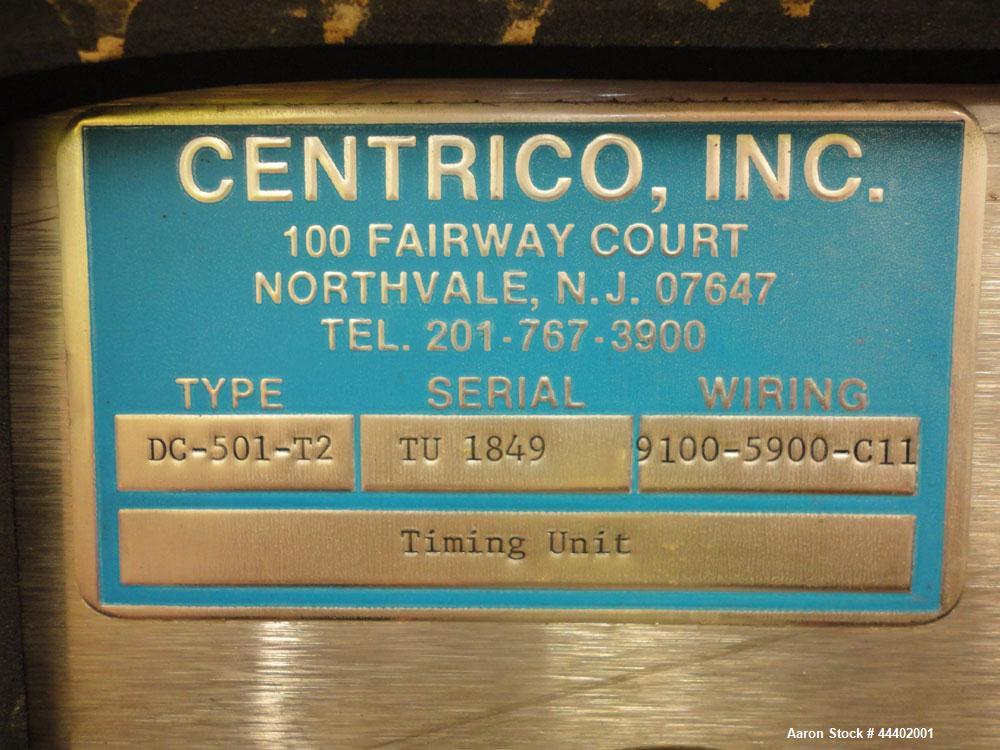 CENTRICO, INC.
100 FAIRWAY COURT
NORTHVALE, N.J. 07647
TEL. 201-767-3900
TYPE SERIAL WIRING
DC-501-T2 TU 1849 9100-5900-C11
Timing Unit
Aaron Stock # 44402001